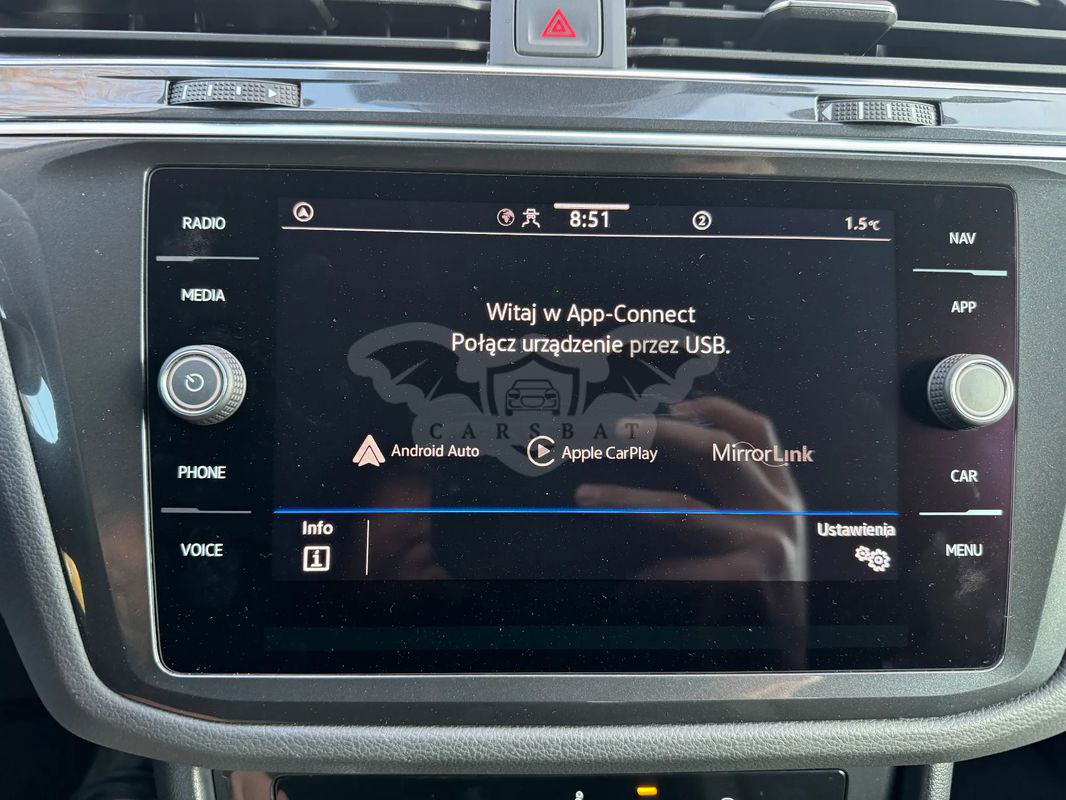 8:51
2
1.5°C
RADIO
NAV
MEDIA
APP
Witaj w App-Connect
Połącz urządzenie przez USB.
CARSBAT
Android Auto
Apple CarPlay
MirrorLink
PHONE
CAR
Info
Ustawienia
VOICE
MENU